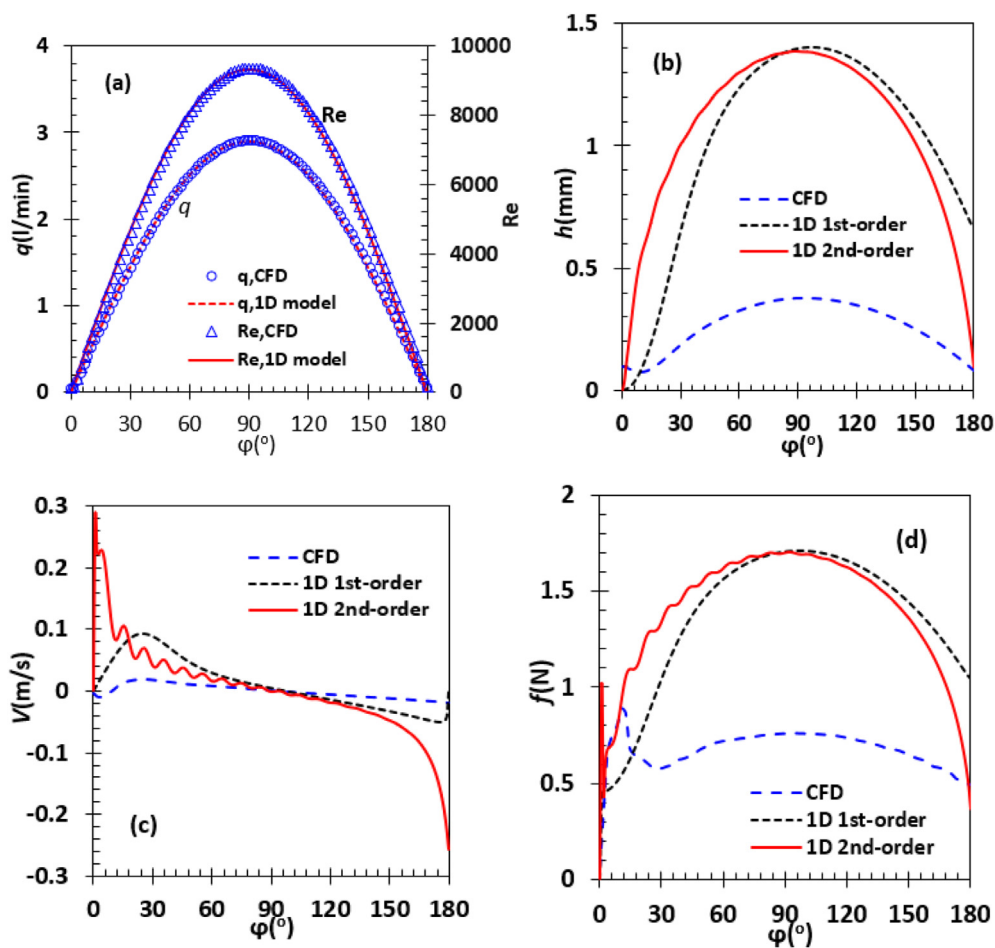 4
3
2
1
0
q(l/min)
(a)
Re
q
q,CFD
q,1D model
Re,CFD
Re,1D model
10000
8000
6000
4000
2000
0
Re
0 30 60 90 120 150 180
φ(º)
1.5
1
0.5
0
h(mm)
(b)
CFD
1D 1st-order
1D 2nd-order
0 30 60 90 120 150 180
φ(º)
0.3
0.2
0.1
0
-0.1
-0.2
-0.3
V(m/s)
CFD
1D 1st-order
1D 2nd-order
(c)
0 30 60 90 120 150 180
φ(º)
2
1.5
1
0.5
0
f(N)
(d)
CFD
1D 1st-order
1D 2nd-order
0 30 60 90 120 150 180
φ(º)